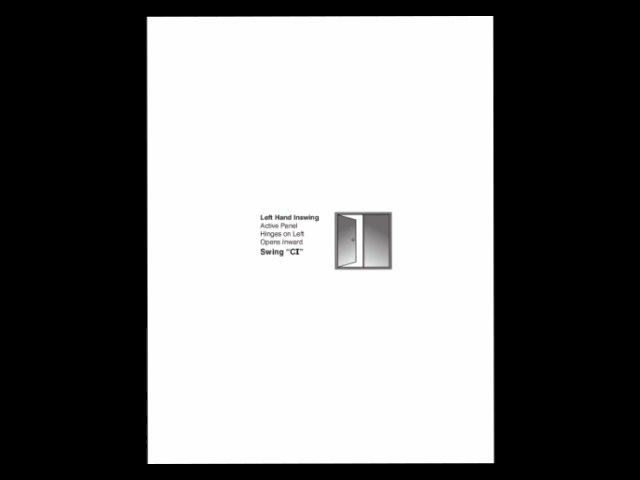 Left Hand Inswing
Active Panel
Hinges on Left
Opens Inward
Swing "CI"